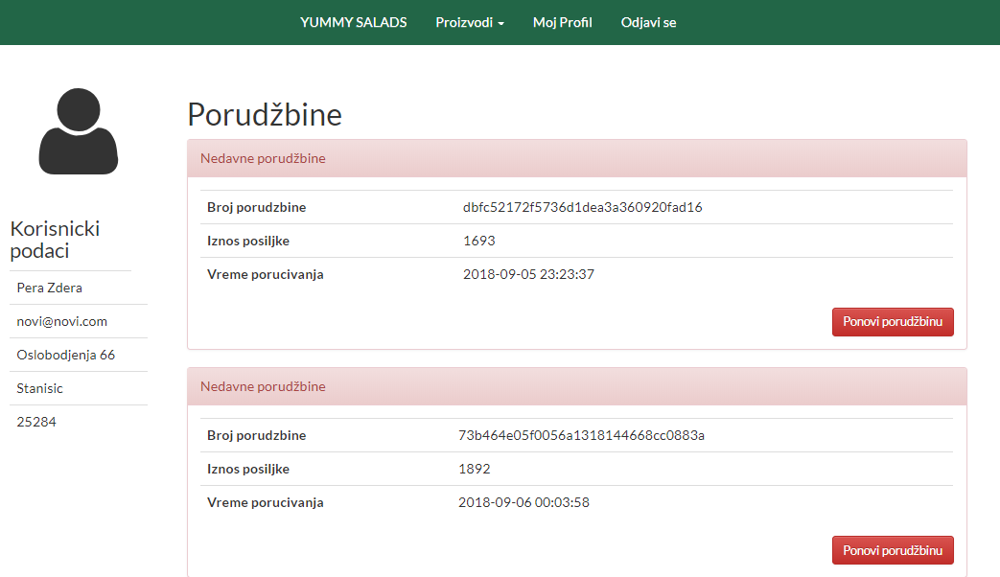 YUMMY SALADS Proizvodi Moj Profil Odjavi se
Korisnicki
podaci
Pera Zdera
novi@novi.com
Oslobodjenja 66
Stanisic
25284
Porudžbine
Nedavne porudžbine
Broj porudzbine dbfc52172f5736d1dea3a360920fad16
Iznos posiljke 1693
Vreme porucivanja 2018-09-05 23:23:37
Ponovi porudžbinu
Nedavne porudžbine
Broj porudzbine 73b464e05f0056a1318144668cc0883a
Iznos posiljke 1892
Vreme porucivanja 2018-09-06 00:03:58
Ponovi porudžbinu